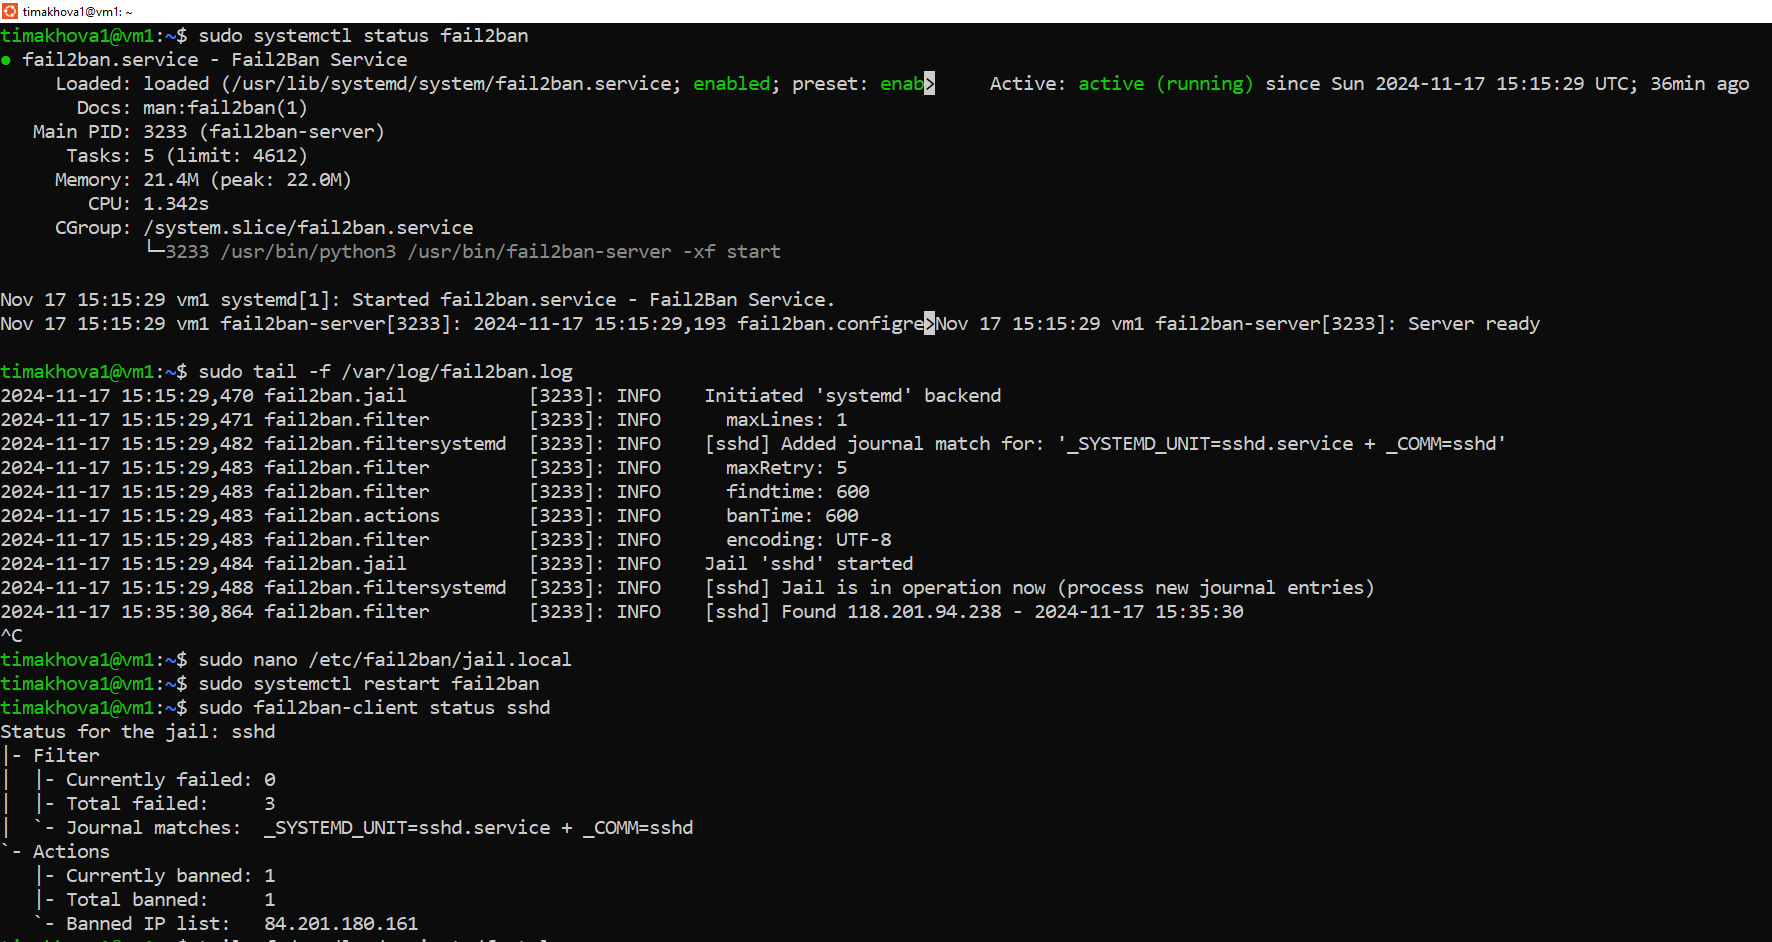 timakhova1@vm1: ~
timakhova1@vm1:~$ sudo systemctl status fail2ban
● fail2ban.service - Fail2Ban Service
     Loaded: loaded (/usr/lib/systemd/system/fail2ban.service; enabled; preset: enab>     Active: active (running) since Sun 2024-11-17 15:15:29 UTC; 36min ago
       Docs: man:fail2ban(1)
   Main PID: 3233 (fail2ban-server)
      Tasks: 5 (limit: 4612)
     Memory: 21.4M (peak: 22.0M)
        CPU: 1.342s
     CGroup: /system.slice/fail2ban.service
             └─3233 /usr/bin/python3 /usr/bin/fail2ban-server -xf start
Nov 17 15:15:29 vm1 systemd[1]: Started fail2ban.service - Fail2Ban Service.
Nov 17 15:15:29 vm1 fail2ban-server[3233]: 2024-11-17 15:15:29,193 fail2ban.configre>Nov 17 15:15:29 vm1 fail2ban-server[3233]: Server ready
timakhova1@vm1:~$ sudo tail -f /var/log/fail2ban.log
2024-11-17 15:15:29,470 fail2ban.jail           [3233]: INFO    Initiated 'systemd' backend
2024-11-17 15:15:29,471 fail2ban.filter         [3233]: INFO      maxLines: 1
2024-11-17 15:15:29,482 fail2ban.filtersystemd  [3233]: INFO    [sshd] Added journal match for: '_SYSTEMD_UNIT=sshd.service + _COMM=sshd'
2024-11-17 15:15:29,483 fail2ban.filter         [3233]: INFO      maxRetry: 5
2024-11-17 15:15:29,483 fail2ban.filter         [3233]: INFO      findtime: 600
2024-11-17 15:15:29,483 fail2ban.actions        [3233]: INFO      banTime: 600
2024-11-17 15:15:29,483 fail2ban.filter         [3233]: INFO      encoding: UTF-8
2024-11-17 15:15:29,484 fail2ban.jail           [3233]: INFO    Jail 'sshd' started
2024-11-17 15:15:29,488 fail2ban.filtersystemd  [3233]: INFO    [sshd] Jail is in operation now (process new journal entries)
2024-11-17 15:35:30,864 fail2ban.filter         [3233]: INFO    [sshd] Found 118.201.94.238 - 2024-11-17 15:35:30
^C
timakhova1@vm1:~$ sudo nano /etc/fail2ban/jail.local
timakhova1@vm1:~$ sudo systemctl restart fail2ban
timakhova1@vm1:~$ sudo fail2ban-client status sshd
Status for the jail: sshd
|- Filter
|  |- Currently failed: 0
|  |- Total failed:     3
|  `- Journal matches:  _SYSTEMD_UNIT=sshd.service + _COMM=sshd
`- Actions
   |- Currently banned: 1
   |- Total banned:     1
   `- Banned IP list:   84.201.180.161